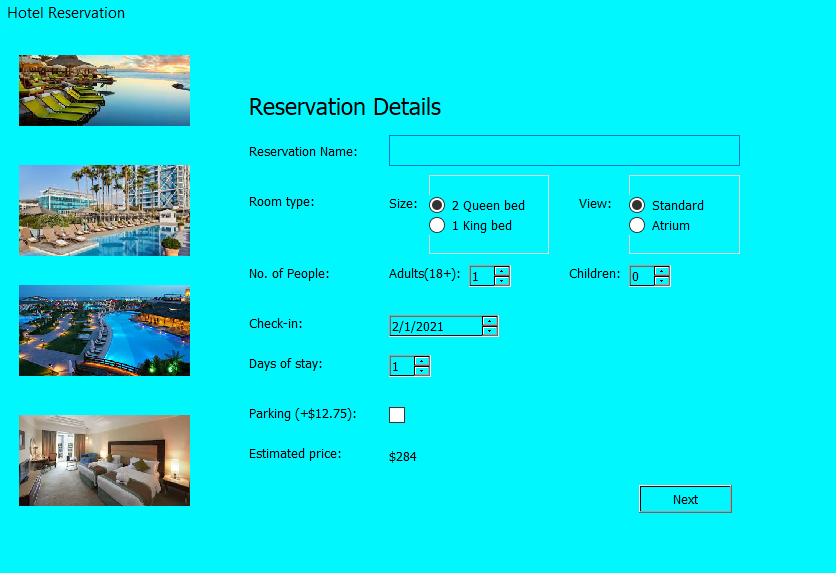 Hotel Reservation
Reservation Details
Reservation Name:
Room type: Size: 2 Queen bed View: Standard
1 King bed Atrium
No. of People: Adults(18+): 1 Children: 0
Check-in: 2/1/2021
Days of stay: 1
Parking (+$12.75):
Estimated price: $284
Next